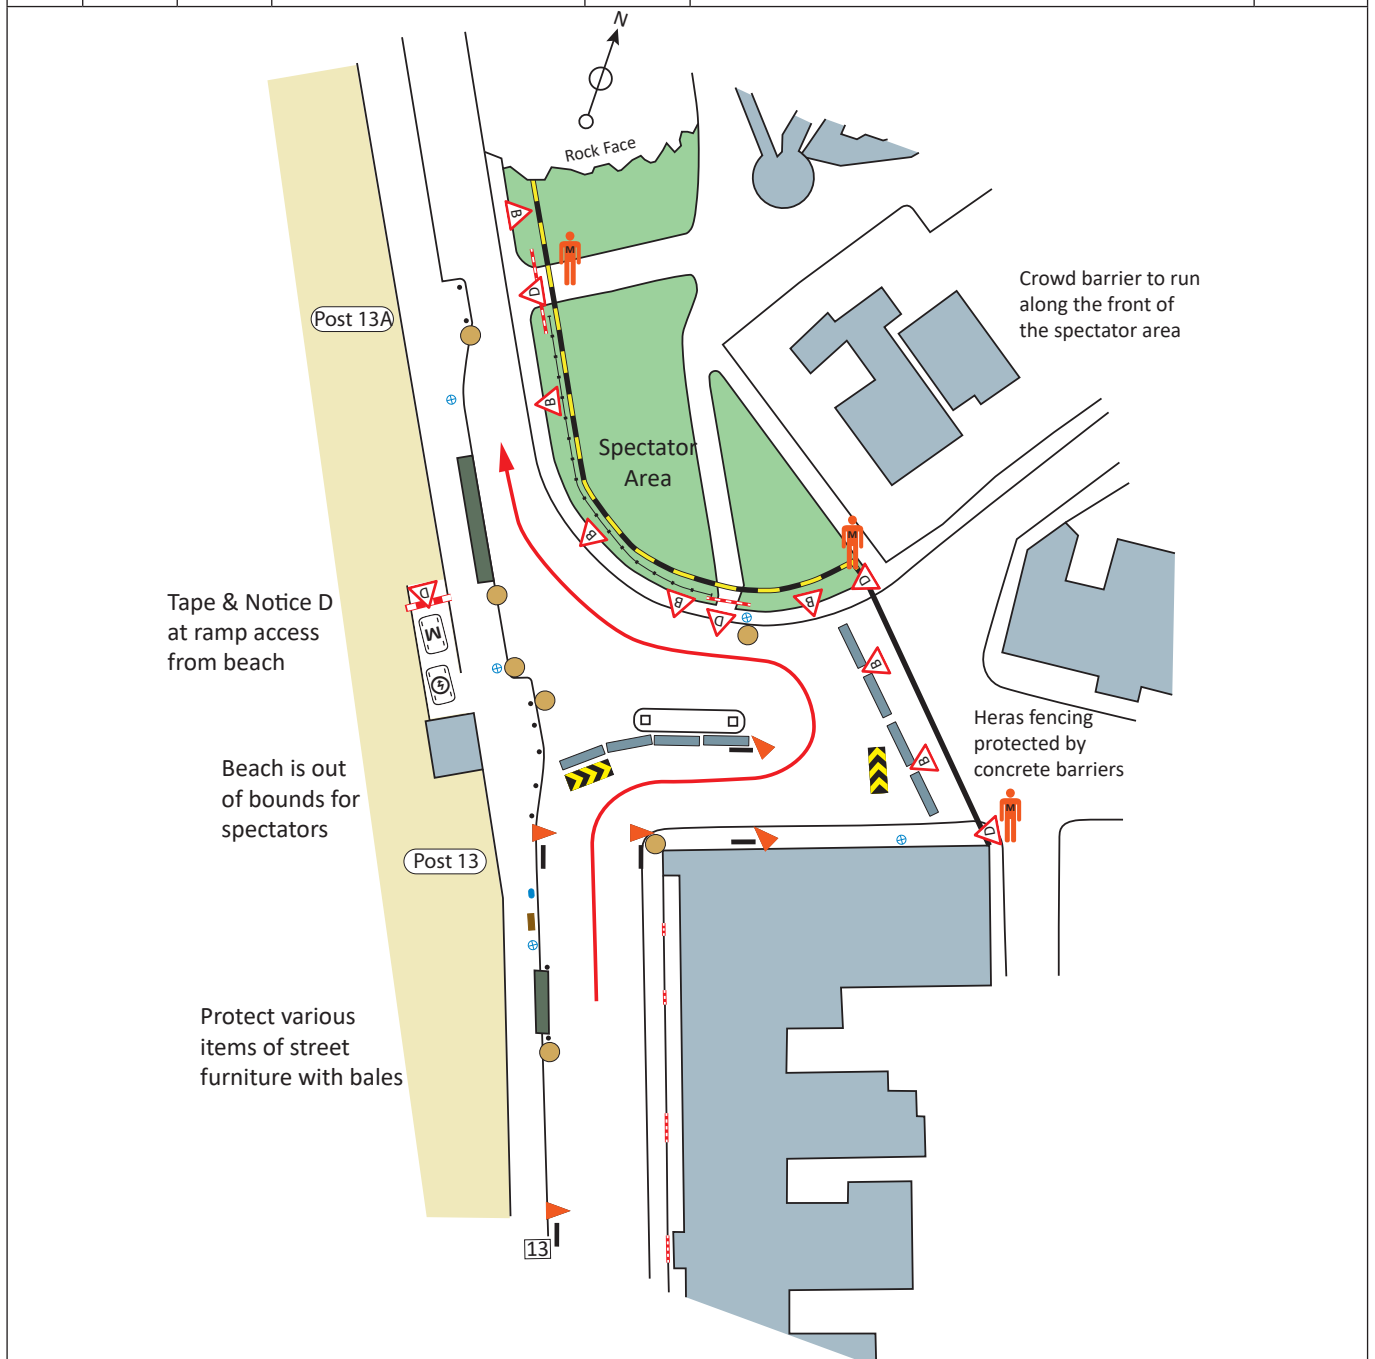 N
Rock Face
B
M
D
Post 13A
Crowd barrier to run
along the front of
the spectator area
B
Spectator
Area
B
M
D
Tape & Notice D
at ramp access
from beach
D
M
B
D
B
B
Heras fencing
protected by
concrete barriers
B
Beach is out
of bounds for
spectators
M
D
Post 13
Protect various
items of street
furniture with bales
13